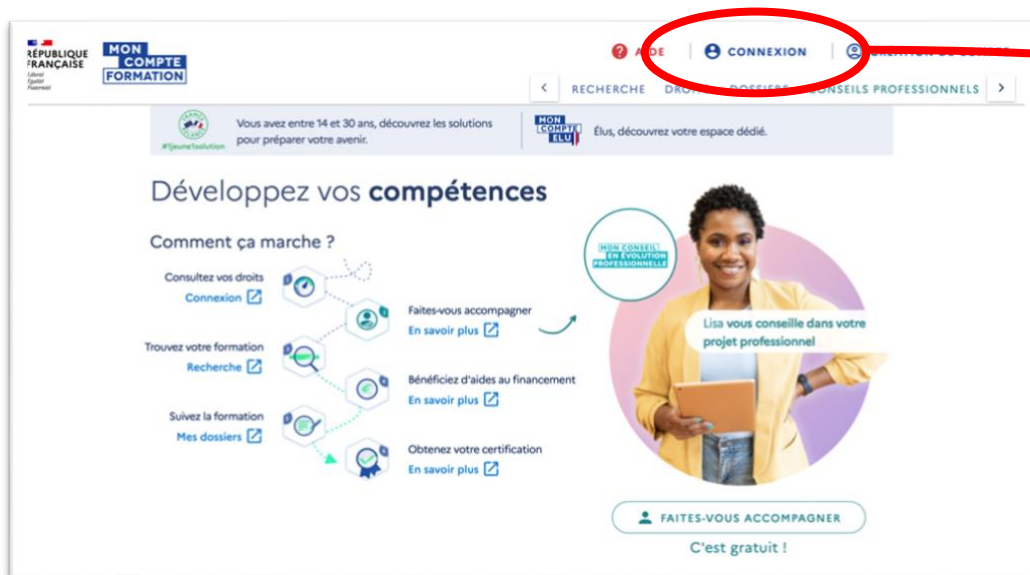 RÉPUBLIQUE
FRANÇAISE
Liberté
Égalité
Fraternité
MON
COMPTE
FORMATION
AIDE
CONNEXION
RECHERCHE
DOSSIERS
CONSEILS PROFESSIONNELS
#1jeune1solution
Vous avez entre 14 et 30 ans, découvrez les solutions
pour préparer votre avenir.
MON
COMPTE
ELU
Élus, découvrez votre espace dédié.
Développez vos compétences
Comment ça marche ?
Consultez vos droits
Connexion
Faites-vous accompagner
En savoir plus
Trouvez votre formation
Recherche
Bénéficiez d'aides au financement
En savoir plus
Suivez la formation
Mes dossiers
Obtenez votre certification
En savoir plus
MON CONSEIL
EN ÉVOLUTION
PROFESSIONNELLE
Lisa vous conseille dans votre
projet professionnel
FAITES-VOUS ACCOMPAGNER
C'est gratuit !